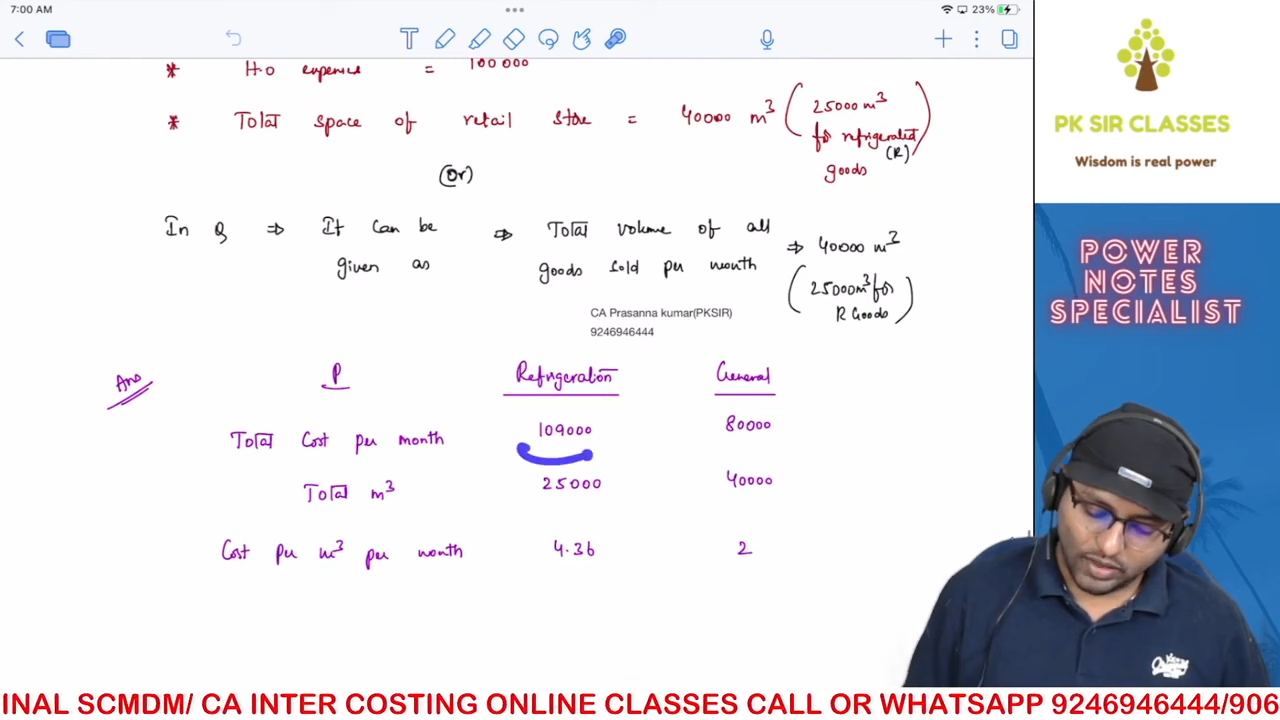 7:00 AM
23%
* H.o expense = 100 000
* Total space of retail store = 40000 m³ (25000 m³ for refrigerated (R) goods)
(Or)
In Q ⇒ It can be given as ⇒ Total volume of all goods sold per month ⇒ 40000 m³ (25000m³ for R Goods)
CA Prasanna kumar(PKSIR)
9246946444
Ans
P Refrigeration General
Total Cost per month 109000 80000
Total m³ 25000 40000
Cost Per m³ per month 4.36 2
PK SIR CLASSES
Wisdom is real power
POWER
NOTES
SPECIALIST
INAL SCMDM/ CA INTER COSTING ONLINE CLASSES CALL OR WHATSAPP 9246946444/906